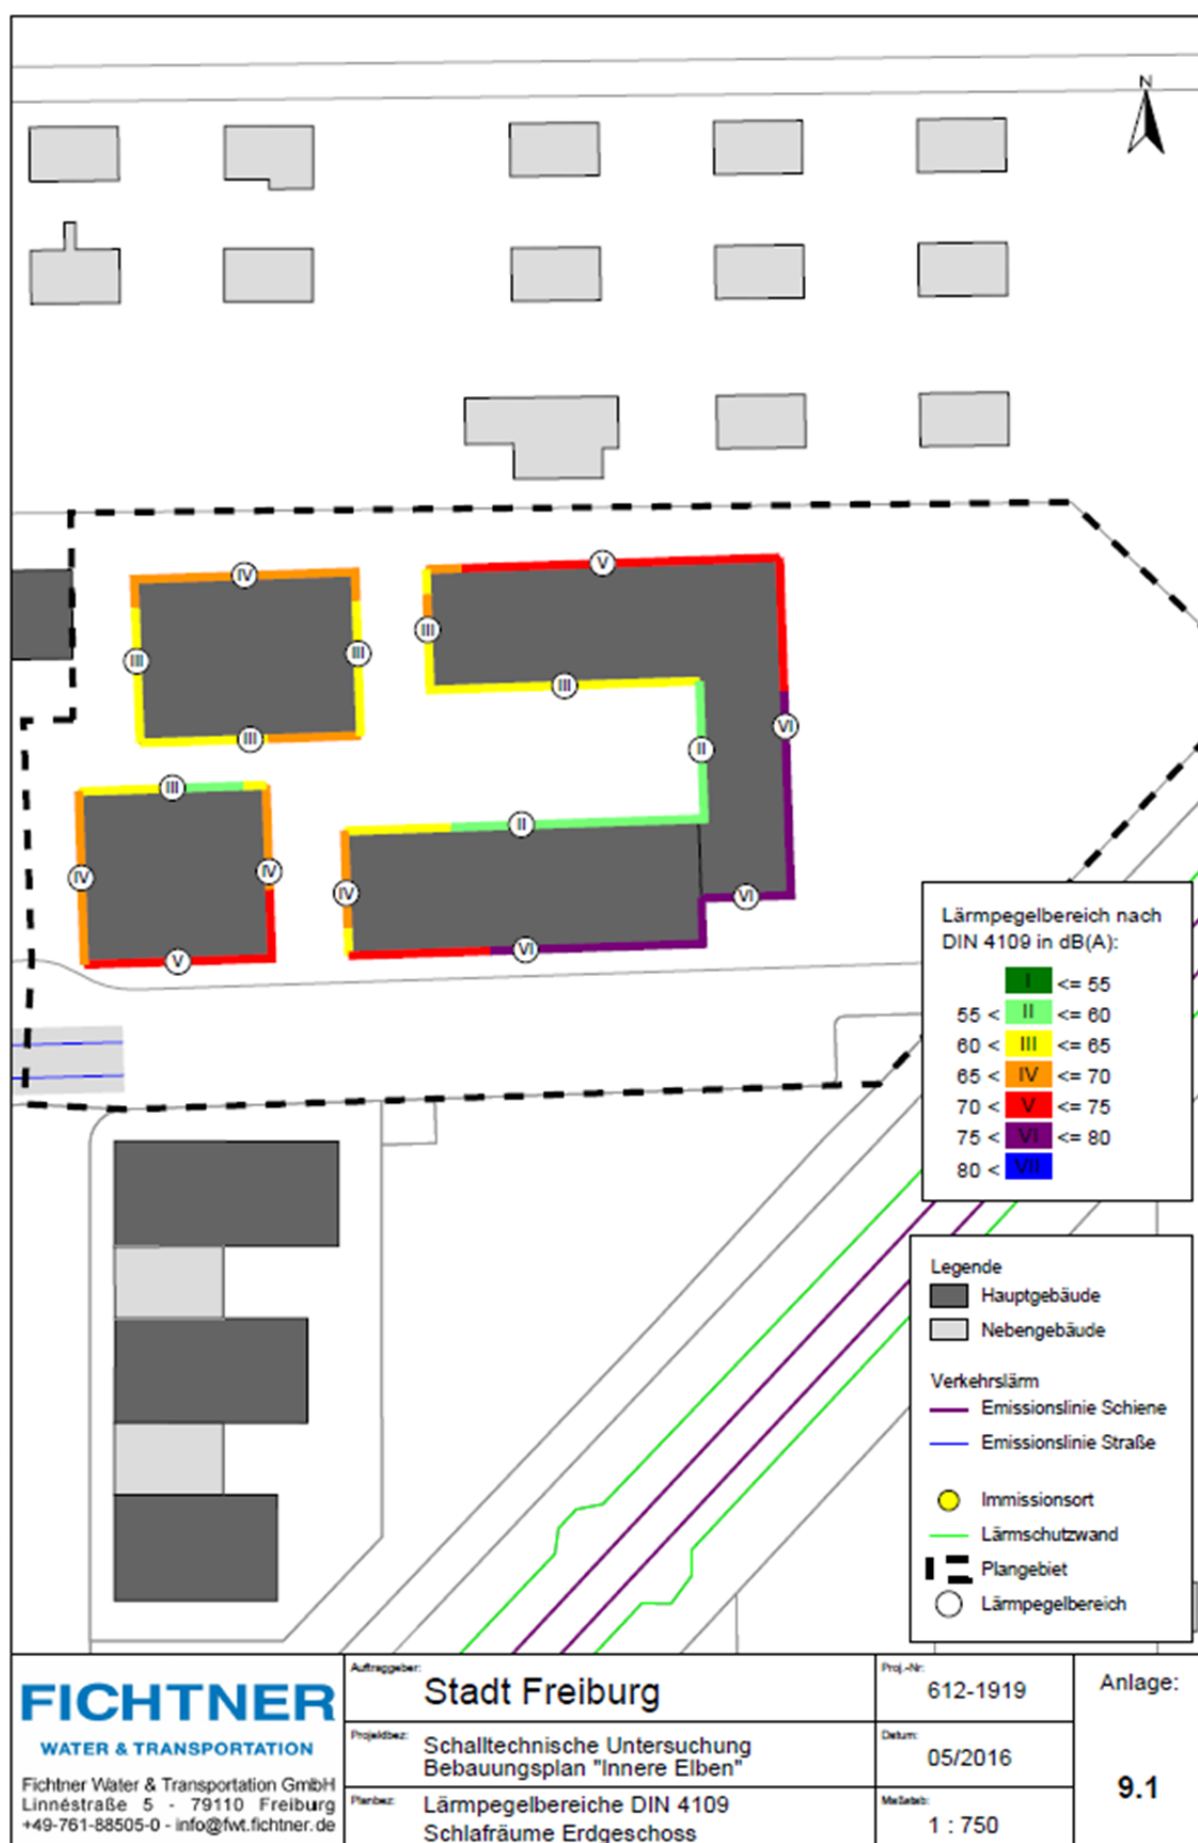 N
IV
V
III
III
III
III
III
VI
II
III
II
IV
IV
IV
VI
VI
V
Lärmpegelbereich nach
DIN 4109 in dB(A):
I <= 55
55 < II <= 60
60 < III <= 65
65 < IV <= 70
70 < V <= 75
75 < VI <= 80
80 < VII
Legende
Hauptgebäude
Nebengebäude
Verkehrslärm
Emissionslinie Schiene
Emissionslinie Straße
Immissionsort
Lärmschutzwand
Plangebiet
Lärmpegelbereich
FICHTNER
WATER & TRANSPORTATION
Fichtner Water & Transportation GmbH
Linnéstraße 5 - 79110 Freiburg
+49-761-88505-0 - info@fwt.fichtner.de
Auftraggeber:
Stadt Freiburg
Projektbez:
Schalltechnische Untersuchung
Bebauungsplan "Innere Elben"
Planbez:
Lärmpegelbereiche DIN 4109
Schlafräume Erdgeschoss
Proj.-Nr:
612-1919
Datum:
05/2016
Maßstab:
1 : 750
Anlage:
9.1